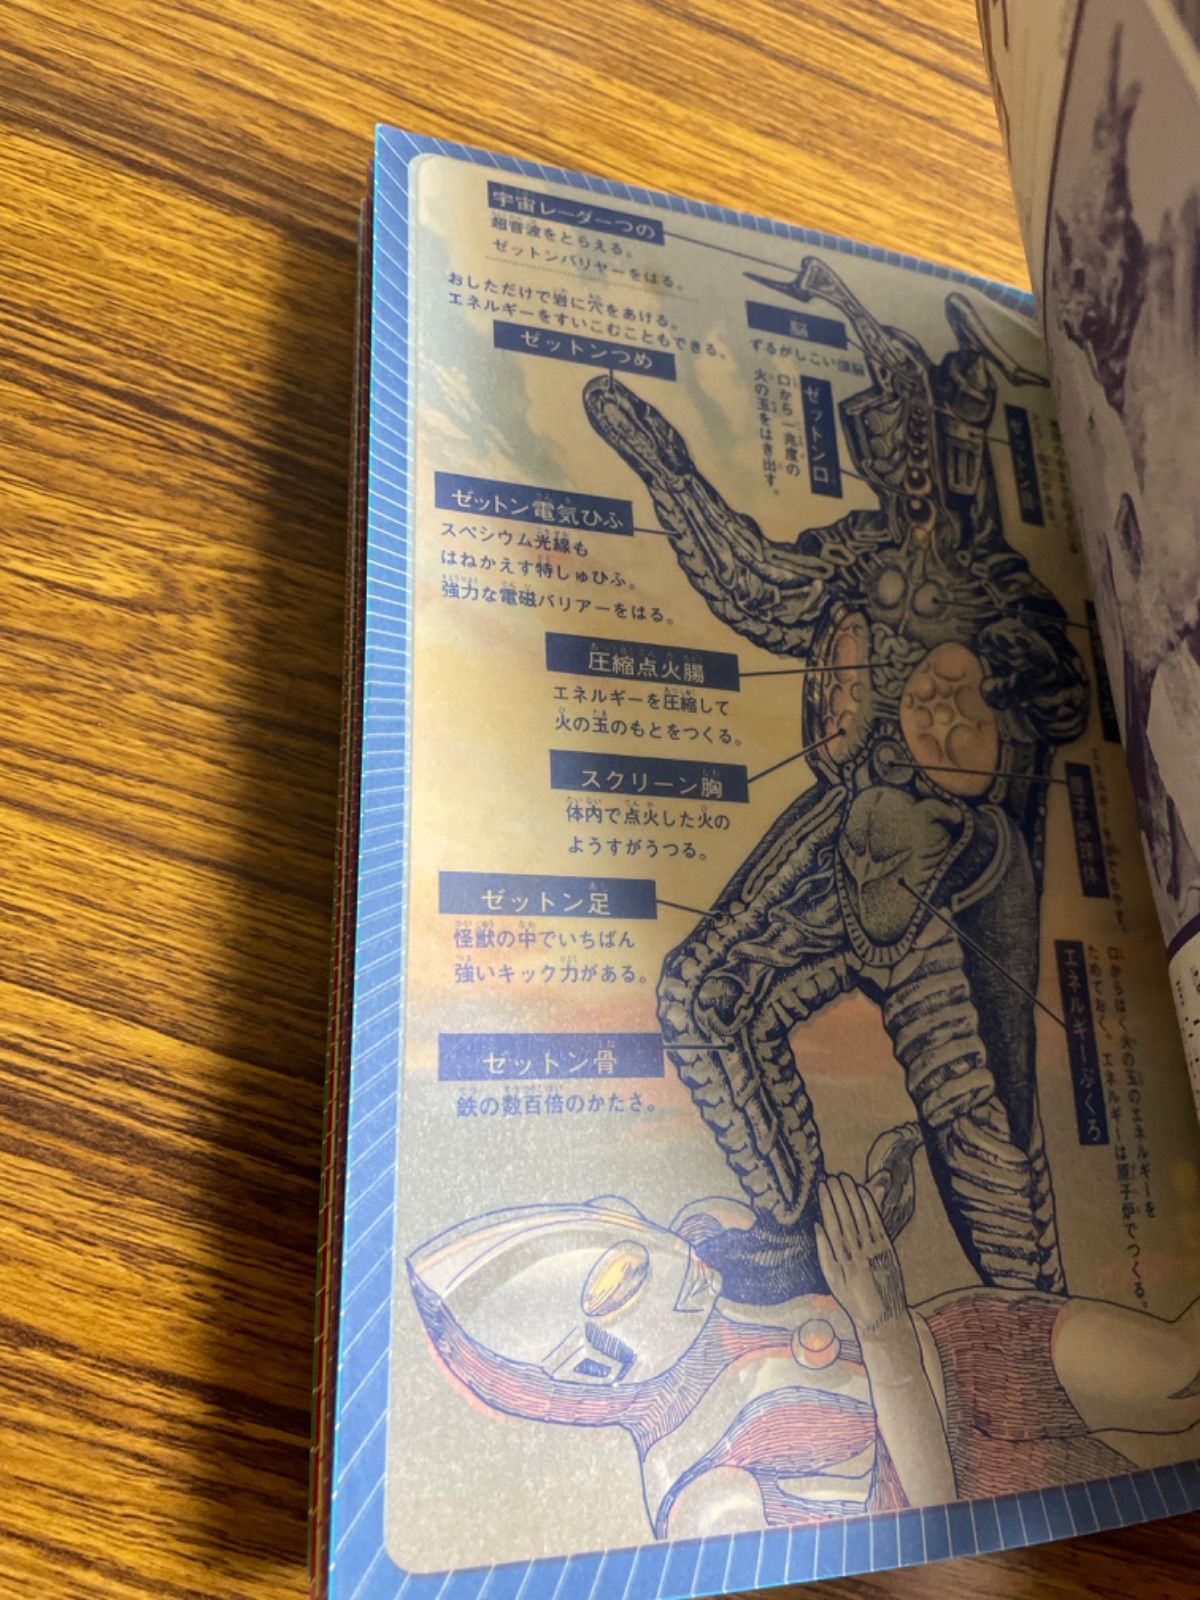 宇宙レーダーつの
超音波をとらえる。
ゼットンバリヤーをはる。
おしただけで岩に穴をあける。
エネルギーをすいこむこともできる。
ゼットンつめ
脳
ずるがしこい頭脳
ゼットン口
口から一兆度の
火の玉をはき出す。
ゼットン電気ひふ
スペシウム光線も
はねかえす特しゅひふ。
強力な電磁バリアーをはる。
圧縮点火腸
エネルギーを圧縮して
火の玉のもとをつくる。
スクリーン胸
体内で点火した火の
ようすがうつる。
ゼットン足
怪獣の中でいちばん
強いキック力がある。
ゼットン骨
鉄の数百倍のかたさ。
原子炉球体
エネルギーぶくろ
口からはく火の玉のエネルギーを
ためておく。エネルギーは原子炉でつくる。